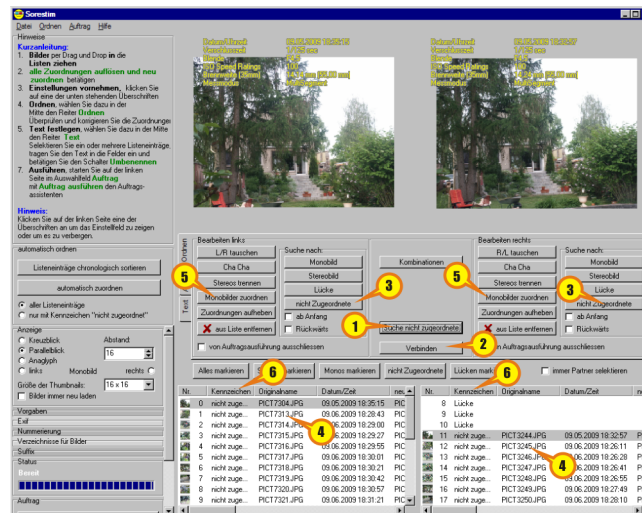 Sorestim
Datei Ordnen Auftrag Hilfe
Hinweise
Kurzanleitung:
1. Bilder per Drag und Drop in die
Listen ziehen
2. alle Zuordnungen auflösen und neu
zuordnen betätigen
3. Einstellungen vornehmen, klicken Sie
auf eine der unten stehenden Überschriften
4. Ordnen, wählen Sie dazu in der
Mitte den Reiter Ordnen
Überprüfen und korrigieren Sie die Zuordnungen
5. Text festlegen, wählen Sie dazu in der Mitte
den Reiter Text
Selektieren Sie ein oder mehrere Listeneinträge,
tragen Sie den Text in die Felder ein und
betätigen Sie den Schalter Umbenennen
7. Ausführen, starten Sie auf der linken
Seite im Auswahlfeld Auftrag
mit Auftrag ausführen den Auftrags-
assistenten
Hinweis:
Klicken Sie auf der linken Seite eine der
Überschriften an um das Einstellfeld zu zeigen
oder um es zu verbergen.
automatisch ordnen
Listeneinträge chronologisch sortieren
automatisch zuordnen
aller Listeneinträge
nur mit Kennzeichen "nicht zugeordnet"
Anzeige
Kreuzblick Abstand:
Parallelblick 16
Anaglyph
links Monobild rechts
Größe der Thumbnails: 16 x 16
Bilder immer neu laden
Vorgaben
Exif
Nummerierung
Verzeichnisse für Bilder
Suffix
Status
Bereit
Auftrag
Ordnen
Text
Bearbeiten links
L/R tauschen
Cha Cha
Stereos trennen
Monobilder zuordnen
Zuordnungen aufheben
aus Liste entfernen
von Auftragsausführung ausschliessen
Suche nach:
Monobild
Stereobild
Lücke
nicht Zugeordnete
ab Anfang
Rückwärts
Kombinationen
Suche nicht zugeordnete
Verbinden
Bearbeiten rechts
R/L tauschen
Cha Cha
Stereos trennen
Monobilder zuordnen
Zuordnungen aufheben
aus Liste entfernen
von Auftragsausführung ausschliessen
Suche nach:
Monobild
Stereobild
Lücke
nicht Zugeordnete
ab Anfang
Rückwärts
5 3 1 2 5 3
Alles markieren markieren Monos markieren nicht Zugeordnete Lücken immer Partner selektieren
6 6
Nr. Kennzeichen Originalname Datum/Zeit
0 nicht zuge... PICT7304.JPG 09.05.2009 18:35:15 PIC
1 nicht zuge... PICT7313.JPG 09.06.2009 18:28:43 PIC
2 nicht zuge... PICT7314.JPG 09.06.2009 18:29:00 PIC
3 nicht zuge... PICT7315.JPG 09.06.2009 18:29:27 PIC
4 nicht zuge... PICT7316.JPG 09.06.2009 18:29:55 PIC
5 nicht zuge... PICT7317.JPG 09.06.2009 18:30:01 PIC
6 nicht zuge... PICT7318.JPG 09.06.2009 18:30:21 PIC
7 nicht zuge... PICT7319.JPG 09.06.2009 18:30:42 PIC
8 nicht zuge... PICT7320.JPG 09.06.2009 18:30:57 PIC
9 nicht zuge... PICT7321.JPG 09.06.2009 18:31:21 PIC
4
Nr. Kennzeichen Originalname Datum/Zeit
8 Lücke
9 Lücke
10 Lücke
11 nicht zuge... PICT3244.JPG 09.05.2009 18:32:57 P
12 nicht zuge... PICT3245.JPG 09.06.2009 18:26:11 P
13 nicht zuge... PICT3246.JPG 09.06.2009 18:26:28 P
14 nicht zuge... PICT3247.JPG 09.06.2009 18:26:41 P
15 nicht zuge... PICT3248.JPG 09.06.2009 18:26:55 P
16 nicht zuge... PICT3249.JPG 09.06.2009 18:27:49 P
17 nicht zuge... PICT3250.JPG 09.06.2009 18:28:10 P
4